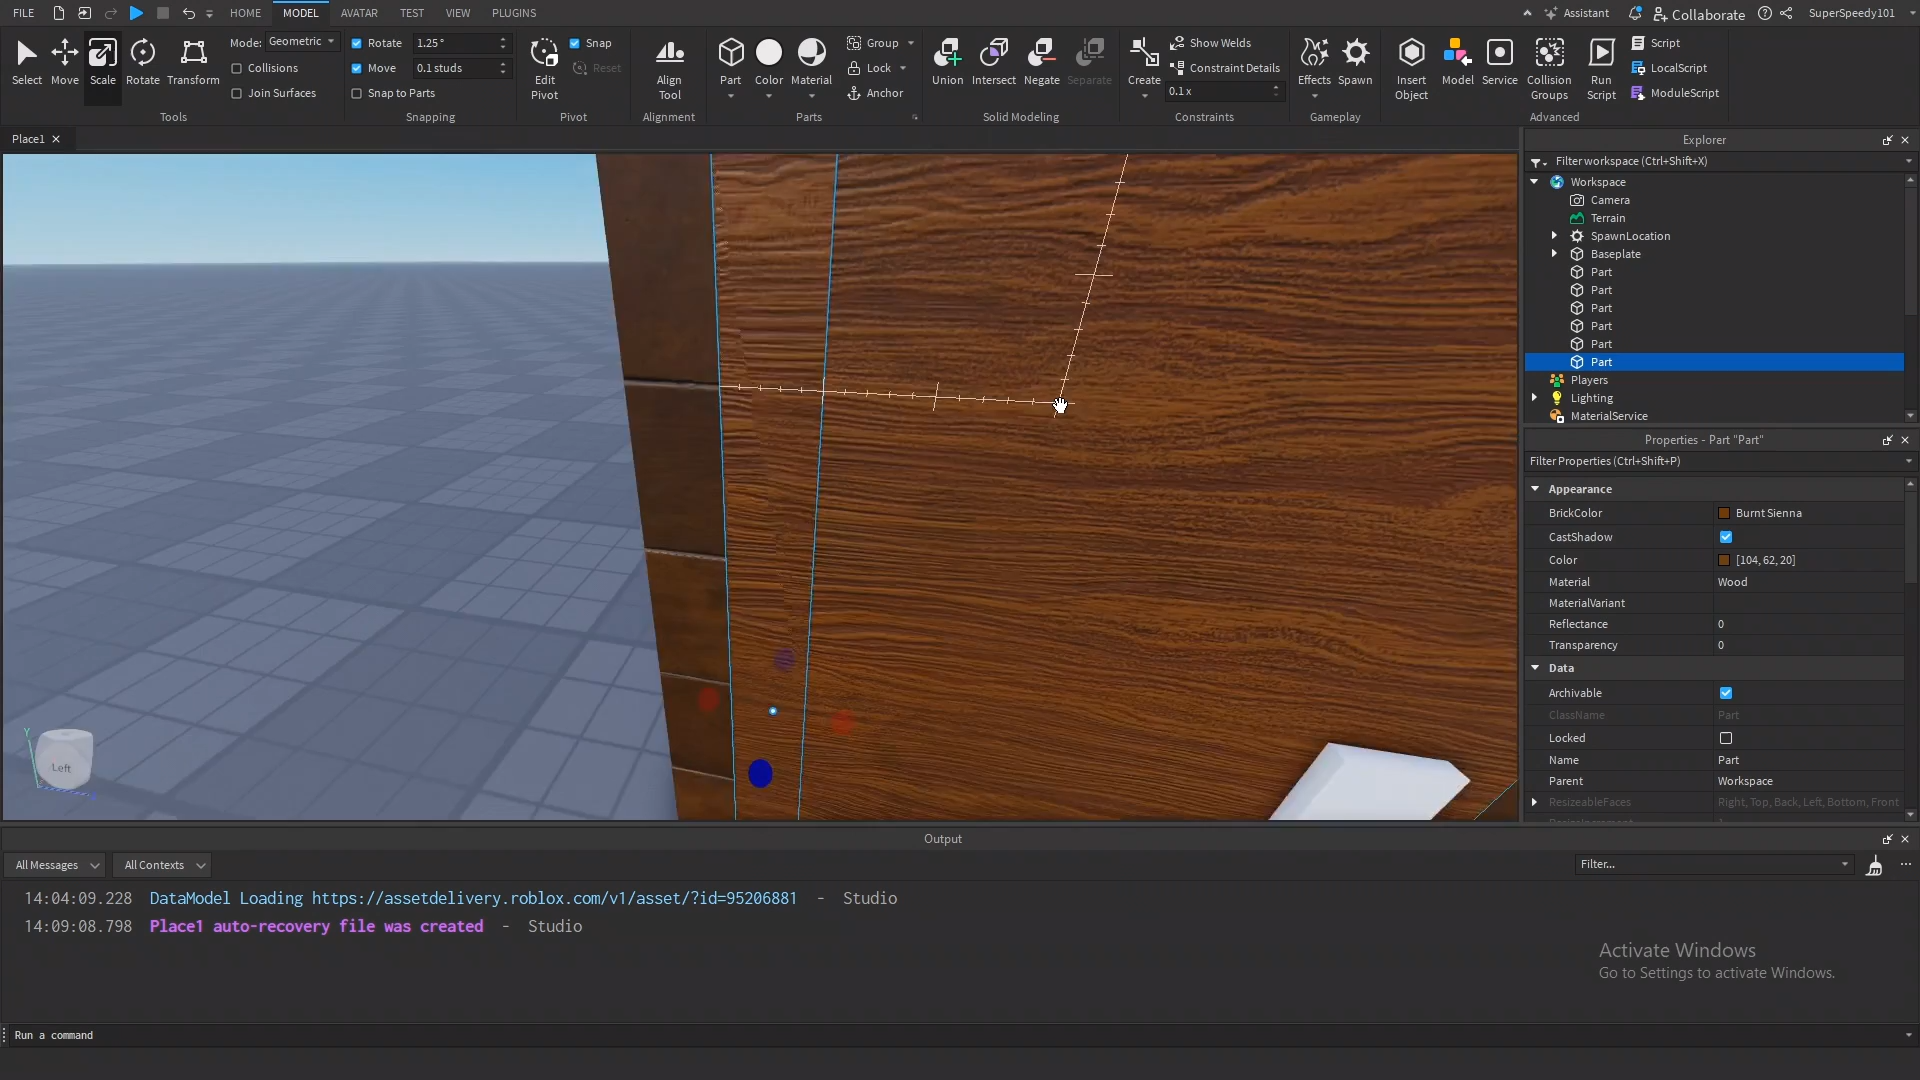 FILE HOME MODEL AVATAR TEST VIEW PLUGINS Assistant Collaborate SuperSpeedy101
Select Move Scale Rotate Transform
Mode: Geometric
Collisions
Join Surfaces
Tools
Rotate 1.25°
Move 0.1 studs
Snap to Parts
Snapping
Edit Pivot
Snap
Reset
Pivot
Align Tool
Alignment
Part Color Material
Group
Lock
Anchor
Parts
Union Intersect Negate Separate
Solid Modeling
Create
Show Welds
Constraint Details
0.1 x
Constraints
Effects Spawn
Gameplay
Insert Object
Model Service
Collision Groups
Run Script
Script
LocalScript
ModuleScript
Advanced
Place1
Left
Y
Explorer
Filter workspace (Ctrl+Shift+X)
Workspace
Camera
Terrain
SpawnLocation
Baseplate
Part
Part
Part
Part
Part
Part
Players
Lighting
MaterialService
Properties - Part "Part"
Filter Properties (Ctrl+Shift+P)
Appearance
BrickColor Burnt Sienna
CastShadow
Color [104, 62, 20]
Material Wood
MaterialVariant
Reflectance 0
Transparency 0
Data
Archivable
ClassName Part
Locked
Name Part
Parent Workspace
ResizeableFaces Right, Top, Back, Left, Bottom, Front
Output
All Messages All Contexts Filter...
14:04:09.228 DataModel Loading https://assetdelivery.roblox.com/v1/asset/?id=95206881 - Studio
14:09:08.798 Place1 auto-recovery file was created - Studio
Activate Windows
Go to Settings to activate Windows.
Run a command